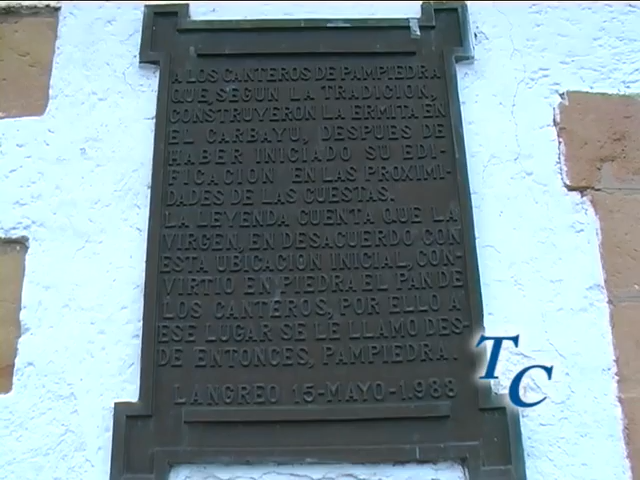 A LOS CANTEROS DE PAMPIEDRA
QUE, SEGUN LA TRADICION,
CONSTRUYERON LA ERMITA EN
EL CARBAYU, DESPUES DE
HABER INICIADO SU EDI-
FICACION EN LAS PROXIMI-
DADES DE LAS CUESTAS.
LA LEYENDA CUENTA QUE LA
VIRGEN, EN DESACUERDO CON
ESTA UBICACION INICIAL, CON-
VIRTIO EN PIEDRA EL PAN DE
LOS CANTEROS, POR ELLO A
ESE LUGAR SE LE LLAMO DES-
DE ENTONCES, PAMPIEDRA.
LANGREO 15-MAYO-1.988
TC